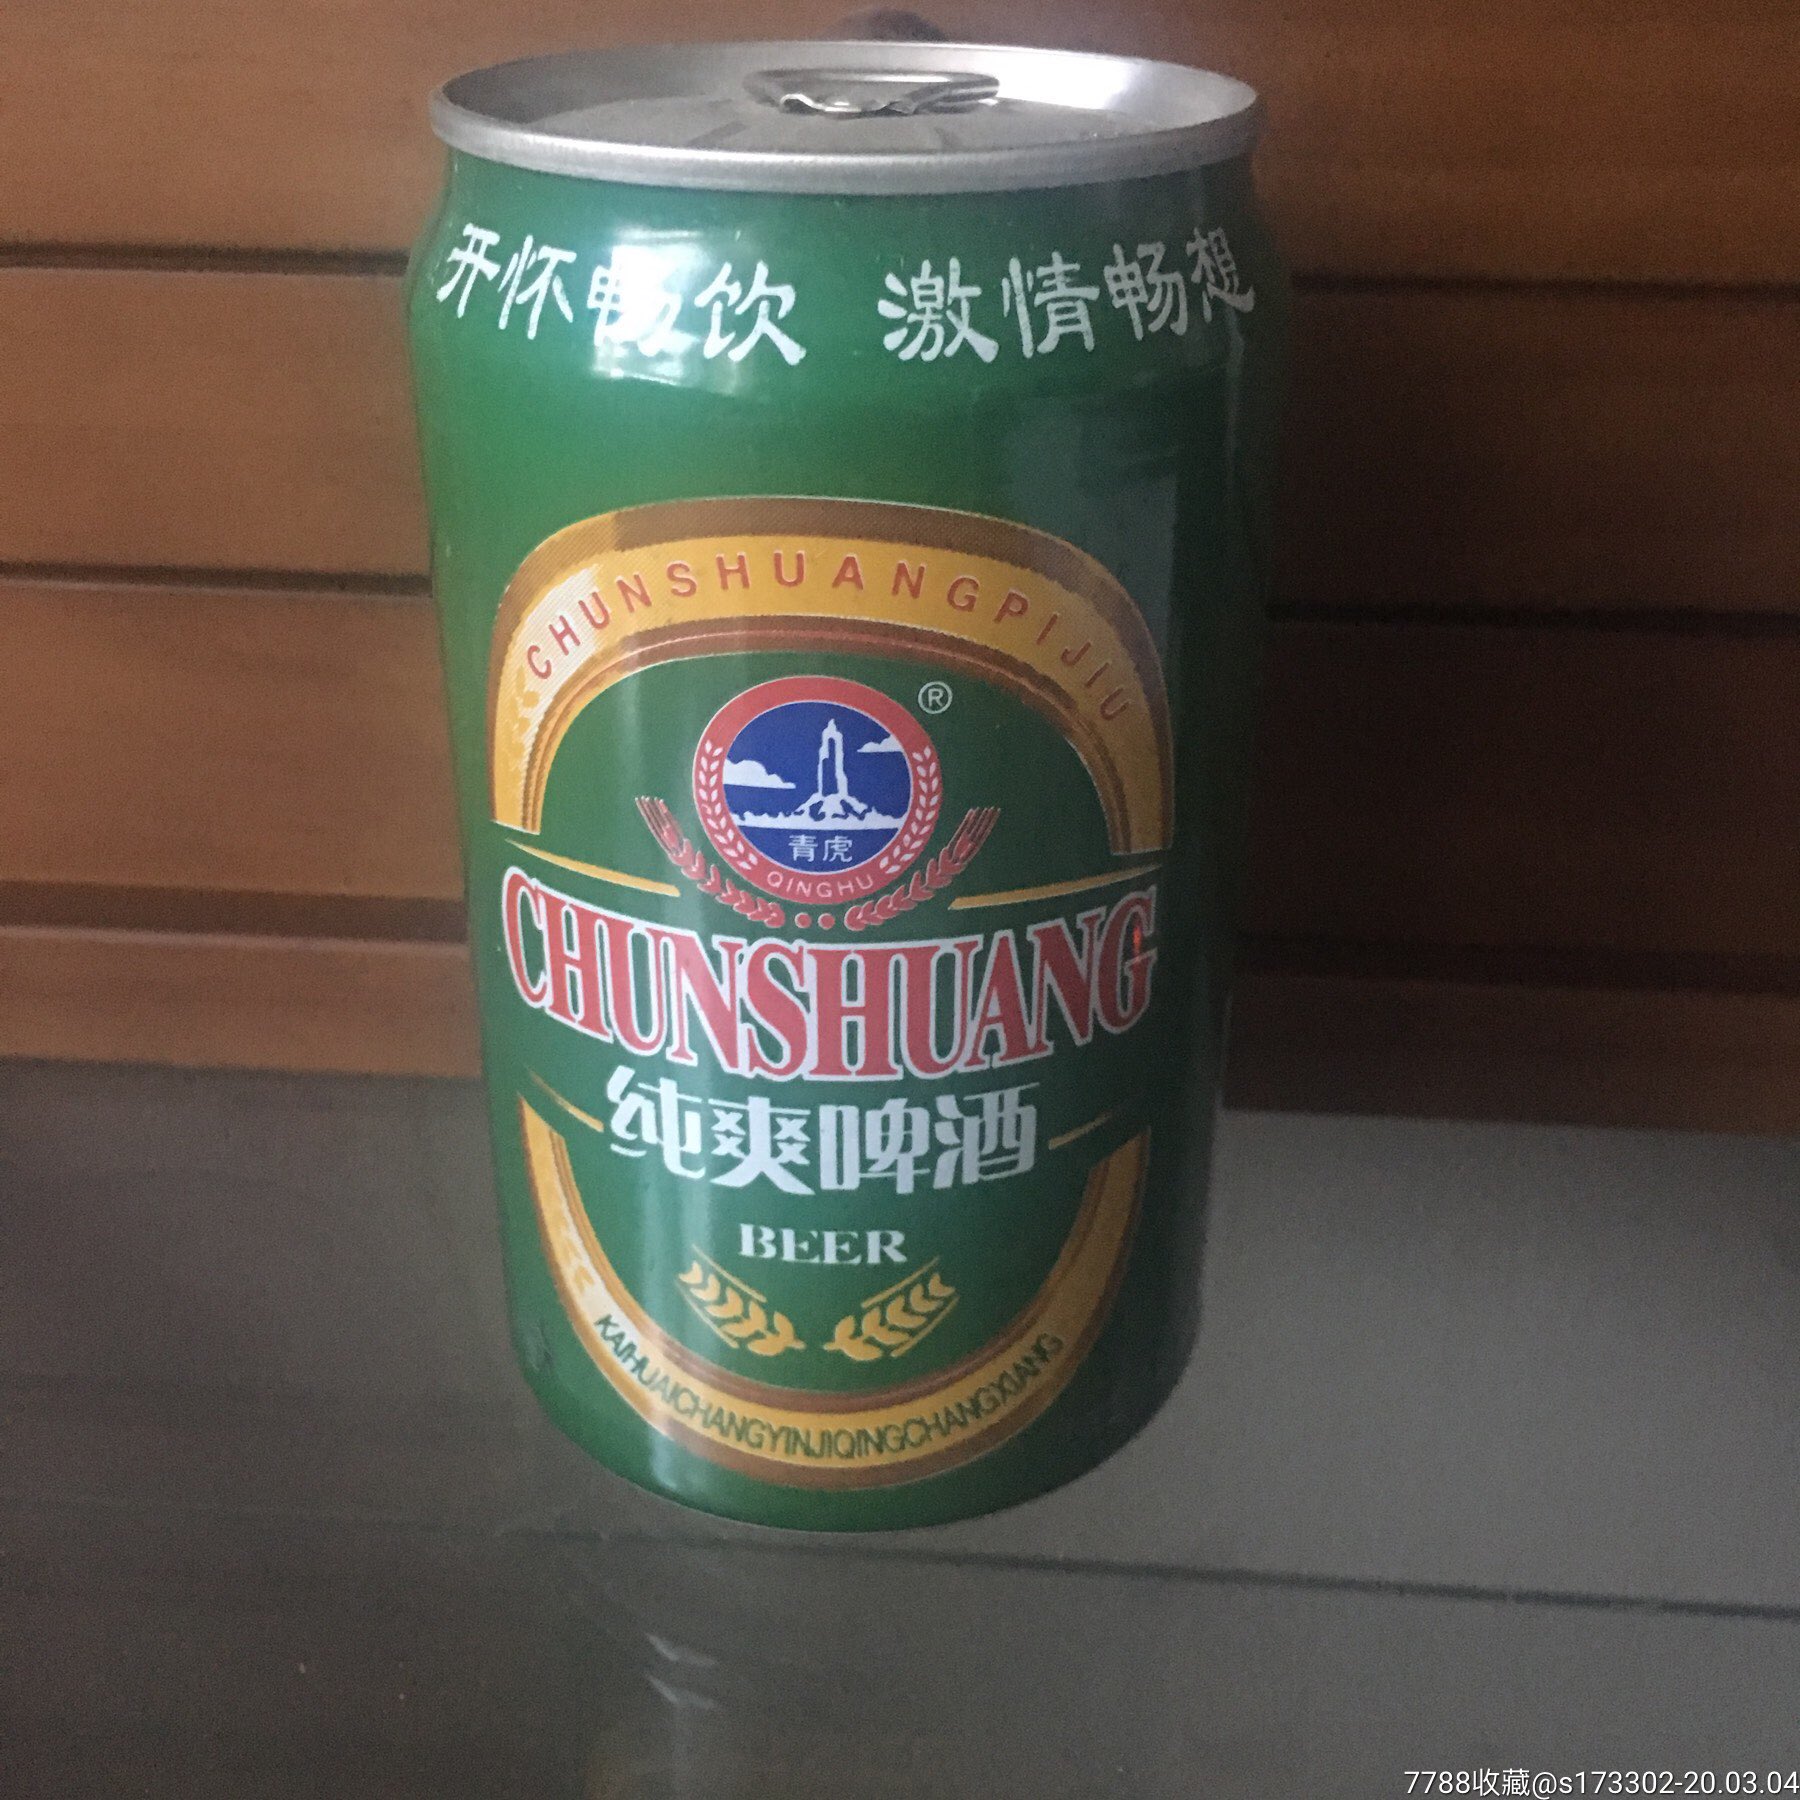 开怀畅饮 激情畅想
CHUNSHUANGPIJIU
®
青虎
QINGHU
CHUNSHUANG
纯爽啤酒
BEER
KAIHUAICHANGYINJIQINGCHANGXIANG
7788收藏@s173302-20.03.04